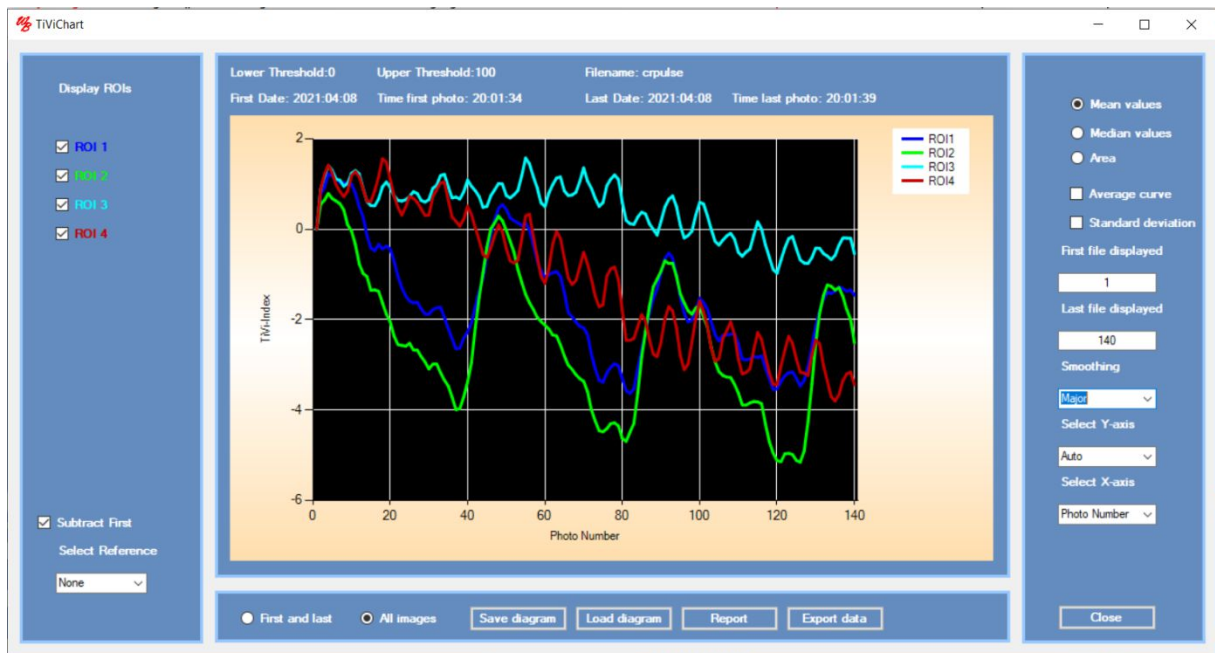 TiViChart
Display ROIs
ROI 1
ROI 2
ROI 3
ROI 4
Subtract First
Select Reference
None
Lower Threshold:0 Upper Threshold:100 Filename: crpulse
First Date: 2021:04:08 Time first photo: 20:01:34 Last Date: 2021:04:08 Time last photo: 20:01:39
ROI1
ROI2
ROI3
ROI4
2
0
-2
-4
-6
TiVi-Index
0 20 40 60 80 100 120 140
Photo Number
First and last All images Save diagram Load diagram Report Export data
Mean values
Median values
Area
Average curve
Standard deviation
First file displayed
1
Last file displayed
140
Smoothing
Major
Select Y-axis
Auto
Select X-axis
Photo Number
Close